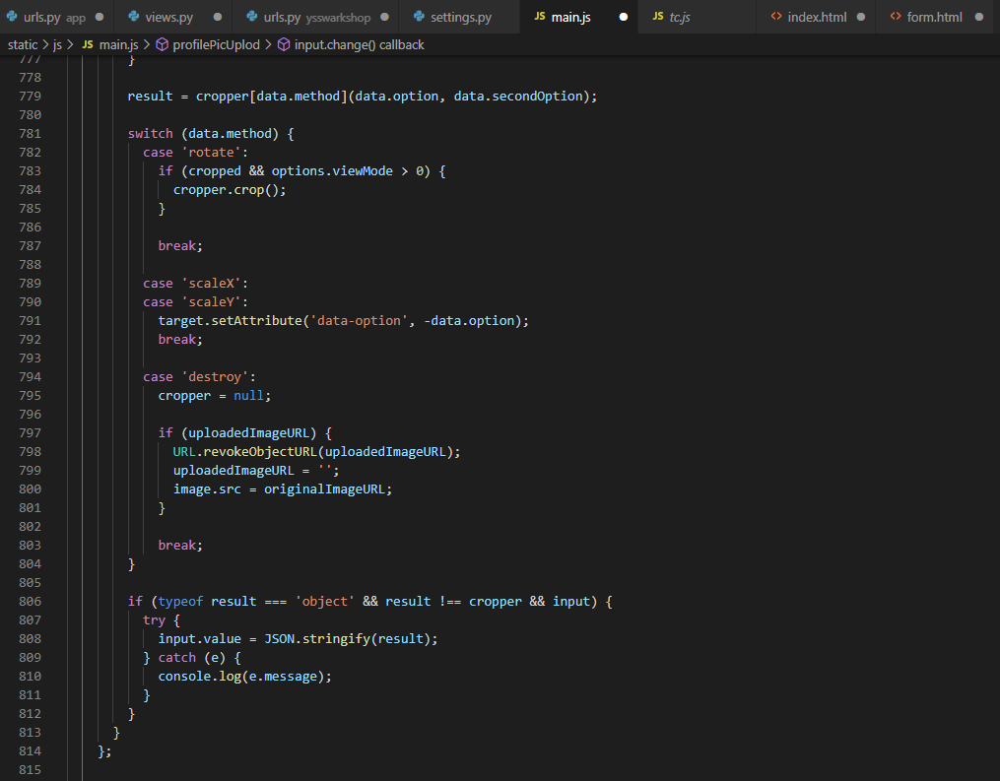 urls.py app ● views.py ● urls.py ysswarkshop ● settings.py JS main.js ● JS tc.js <> index.html ● <> form.html ●
static > js > JS main.js > profilePicUplod > input.change() callback
777 }
778
779 result = cropper[data.method](data.option, data.secondOption);
780
781 switch (data.method) {
782 case 'rotate':
783 if (cropped && options.viewMode > 0) {
784 cropper.crop();
785 }
786
787 break;
788
789 case 'scaleX':
790 case 'scaleY':
791 target.setAttribute('data-option', -data.option);
792 break;
793
794 case 'destroy':
795 cropper = null;
796
797 if (uploadedImageURL) {
798 URL.revokeObjectURL(uploadedImageURL);
799 uploadedImageURL = '';
800 image.src = originalImageURL;
801 }
802
803 break;
804 }
805
806 if (typeof result === 'object' && result !== cropper && input) {
807 try {
808 input.value = JSON.stringify(result);
809 } catch (e) {
810 console.log(e.message);
811 }
812 }
813 }
814 };
815